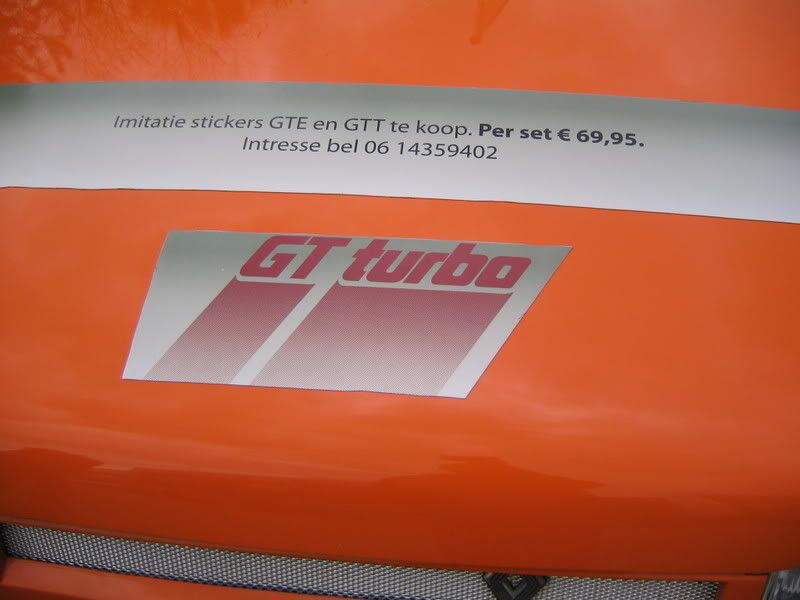 Imitatie stickers GTE en GTT te koop. Per set € 69,95.
Intresse bel 06 14359402
GT turbo